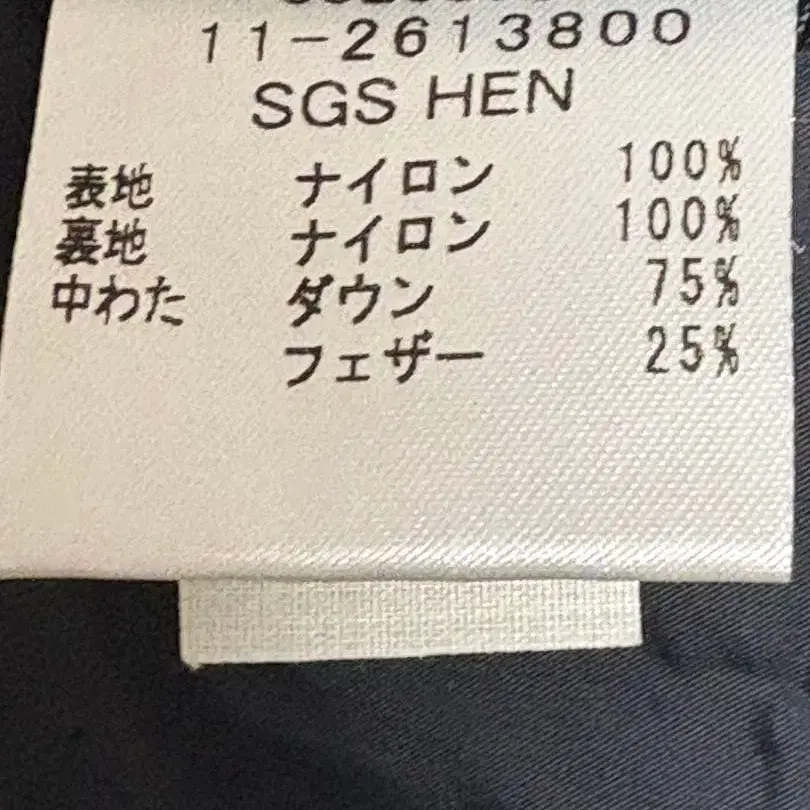 11-2613800
SGS HEN
表地 ナイロン 100%
裏地 ナイロン 100%
中わた ダウン 75%
フェザー 25%